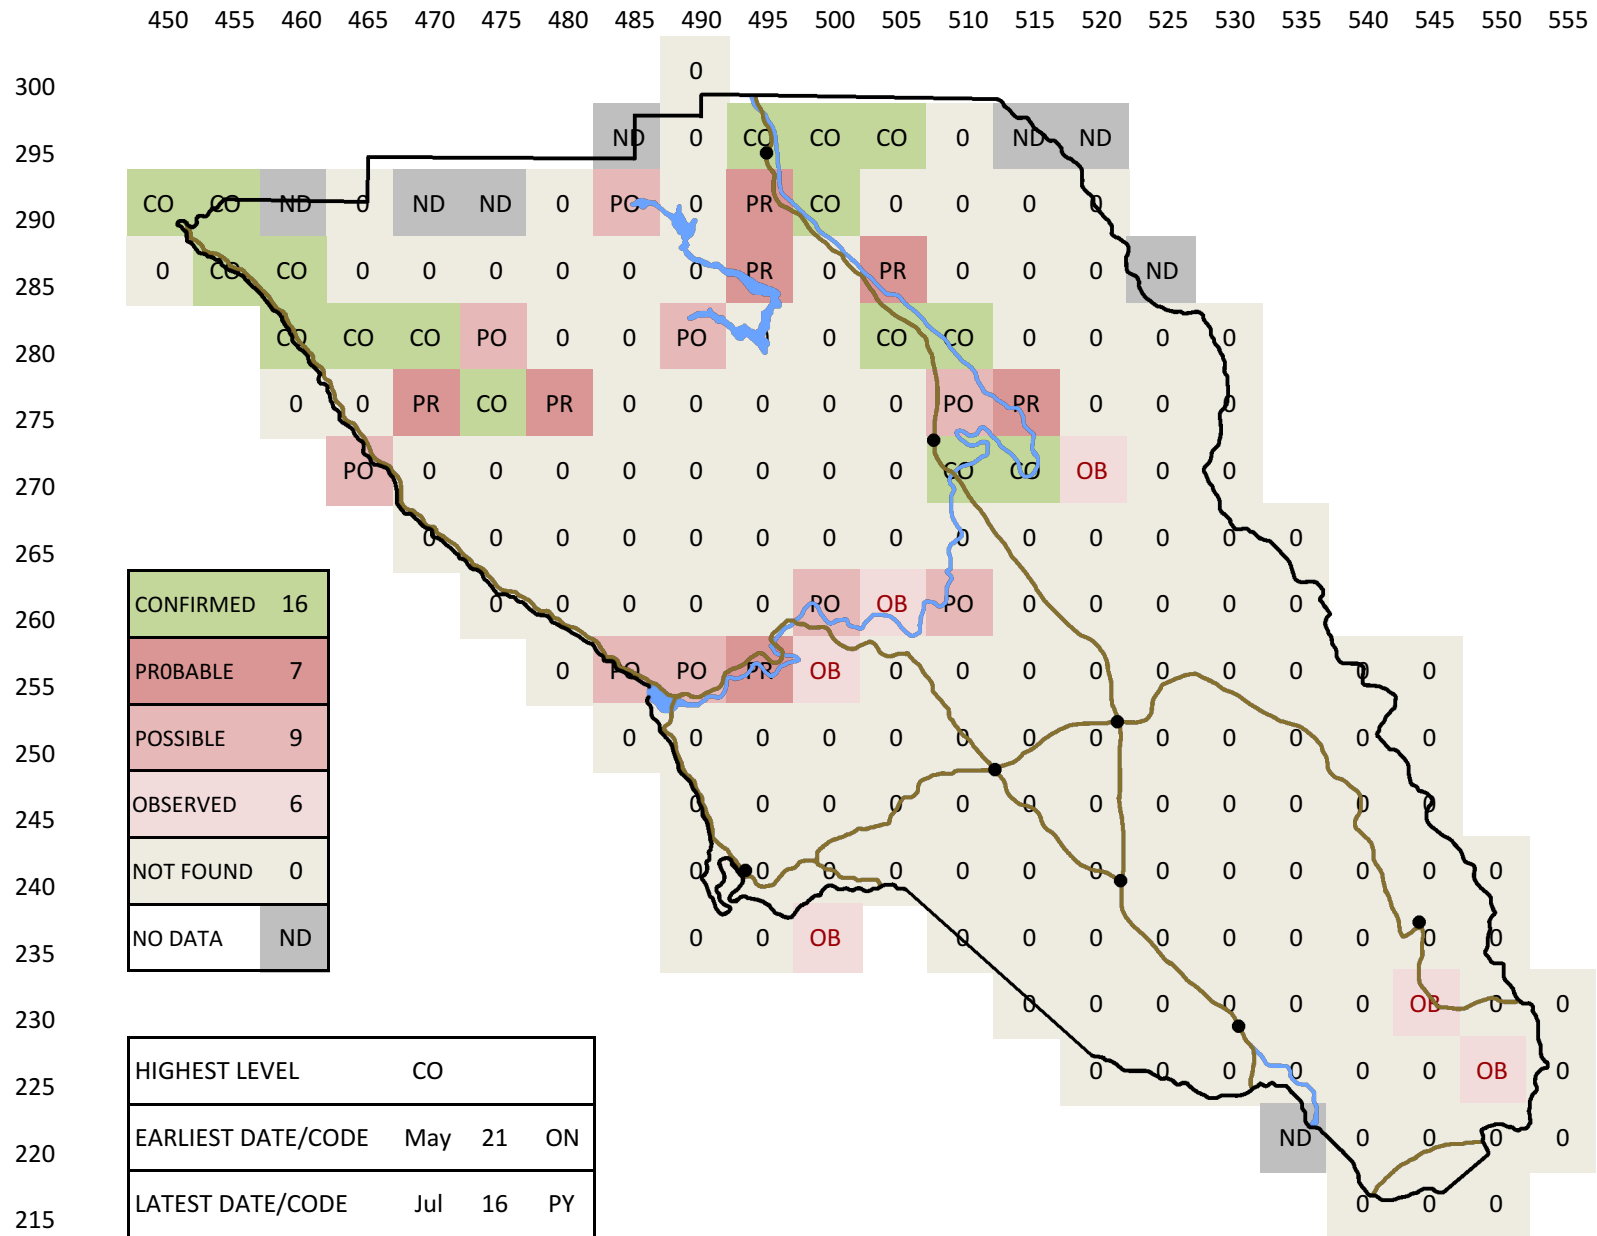 450 455 460 465 470 475 480 485 490 495 500 505 510 515 520 525 530 535 540 545 550 555
300 0
295 ND 0 CO CO CO 0 ND ND
290 CO CO ND 0 ND ND 0 PO 0 PR CO 0 0 0 0
285 0 CO CO 0 0 0 0 0 0 PR 0 PR 0 0 0 ND
280 CO CO CO PO 0 0 PO 0 0 CO CO 0 0 0 0
275 0 0 PR CO PR 0 0 0 0 0 PO PR 0 0 0
270 PO 0 0 0 0 0 0 0 0 CO CO OB 0 0
265 0 0 0 0 0 0 0 0 0 0 0 0 0 0
CONFIRMED 16
260 0 0 0 0 0 PO OB PO 0 0 0 0 0
PR0BABLE 7
255 0 PO PO PR OB 0 0 0 0 0 0 0 0 0
POSSIBLE 9
250 0 0 0 0 0 0 0 0 0 0 0 0 0
OBSERVED 6
245 0 0 0 0 0 0 0 0 0 0 0 0
NOT FOUND 0
240 0 0 0 0 0 0 0 0 0 0 0 0 0
NO DATA ND
235 0 0 OB 0 0 0 0 0 0 0 0 0
230 0 0 0 0 0 0 OB 0 0
HIGHEST LEVEL CO
225 0 0 0 0 0 0 OB 0
EARLIEST DATE/CODE May 21 ON
220 ND 0 0 0 0
LATEST DATE/CODE Jul 16 PY
215 0 0 0